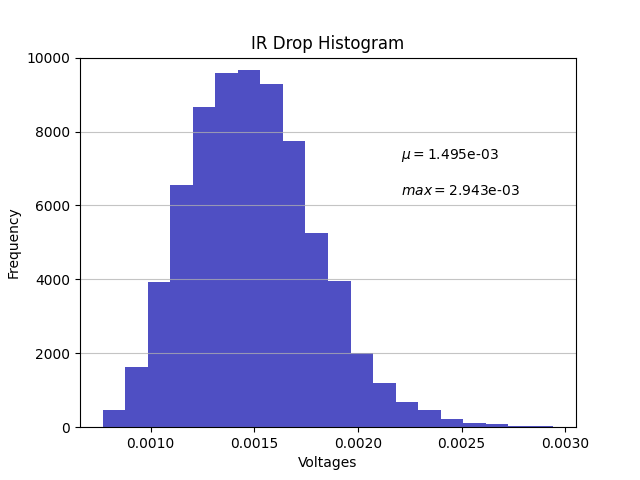 IR Drop Histogram
10000
8000
6000
4000
2000
0
Frequency
μ = 1.495e-03
max = 2.943e-03
0.0010 0.0015 0.0020 0.0025 0.0030
Voltages